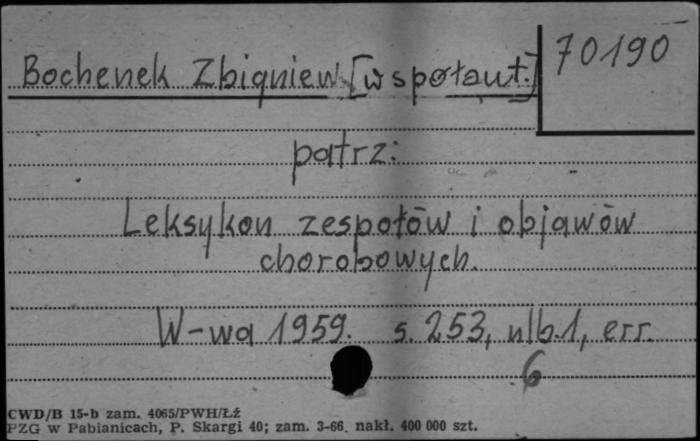 70190
Bochenek Zbigniew [współaut.]
patrz:
Leksykon zespołów i objawów
chorobowych.
W-wa 1959. s. 253, nlb.1, err.
6
CWD/B 15-b zam. 4065/PWH/Łź
PZG w Pabianicach, P. Skargi 40; zam. 3-66. nakł. 400 000 szt.